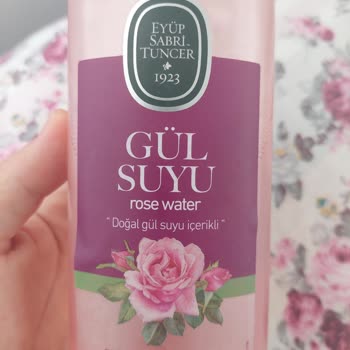 EYÜP
SABRİ
TUNCER
1923
GÜL
SUYU
rose water
" Doğal gül suyu içerikli "